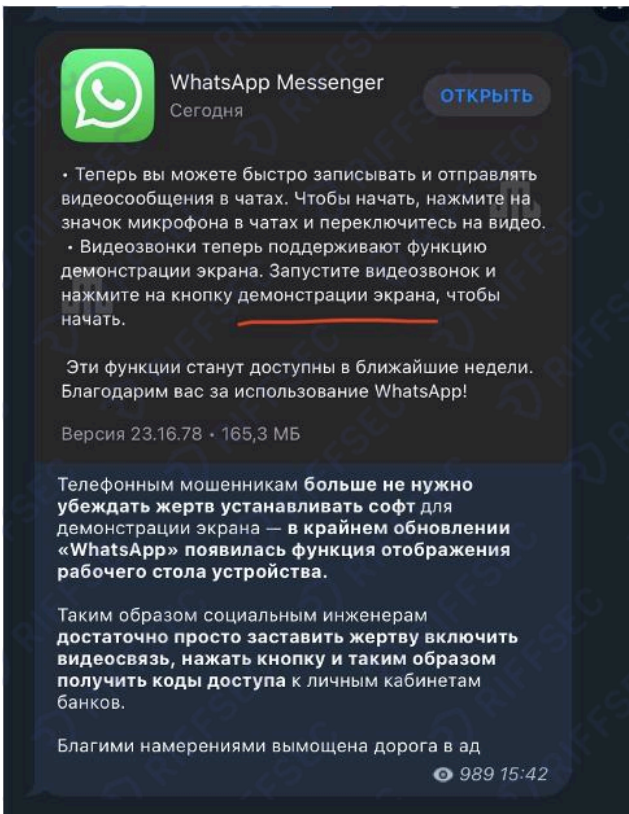 WhatsApp Messenger
Сегодня
ОТКРЫТЬ
• Теперь вы можете быстро записывать и отправлять
видеосообщения в чатах. Чтобы начать, нажмите на
значок микрофона в чатах и переключитесь на видео.
• Видеозвонки теперь поддерживают функцию
демонстрации экрана. Запустите видеозвонок и
нажмите на кнопку демонстрации экрана, чтобы
начать.
Эти функции станут доступны в ближайшие недели.
Благодарим вас за использование WhatsApp!
Версия 23.16.78 • 165,3 МБ
Телефонным мошенникам больше не нужно
убеждать жертв устанавливать софт для
демонстрации экрана — в крайнем обновлении
«WhatsApp» появилась функция отображения
рабочего стола устройства.
Таким образом социальным инженерам
достаточно просто заставить жертву включить
видеосвязь, нажать кнопку и таким образом
получить коды доступа к личным кабинетам
банков.
Благими намерениями вымощена дорога в ад
989 15:42
RIFFSEC